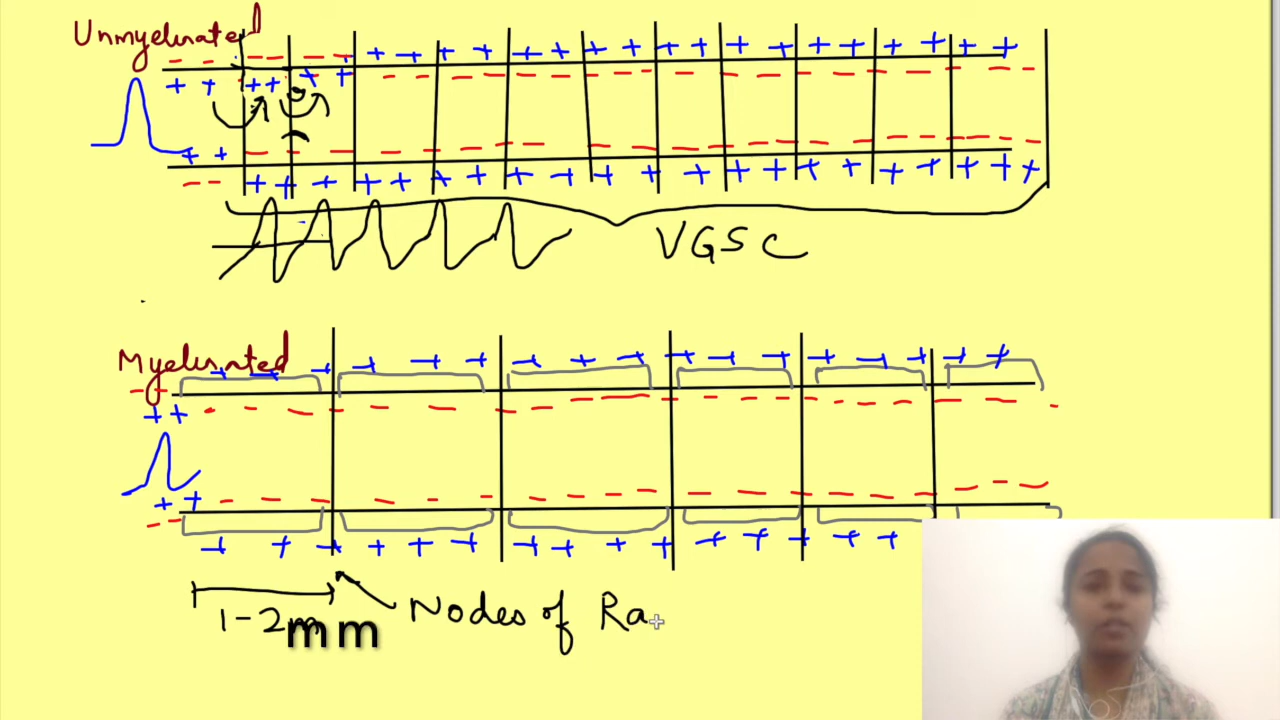 Unmyelinated
VGSC
Myelinated
1-2mm
Nodes of Ra